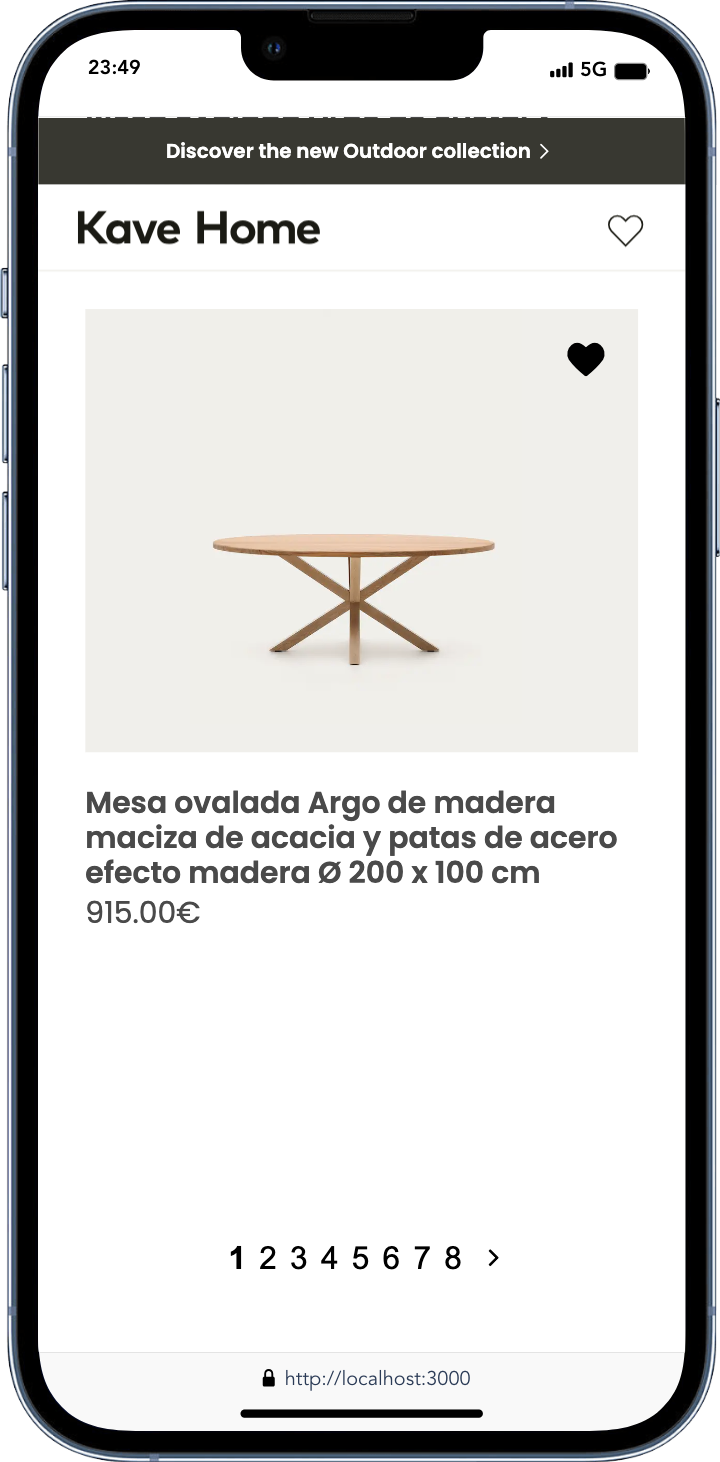 23:49
5G
Discover the new Outdoor collection
Kave Home
Mesa ovalada Argo de madera
maciza de acacia y patas de acero
efecto madera Ø 200 x 100 cm
915.00€
1 2 3 4 5 6 7 8 >
http://localhost:3000